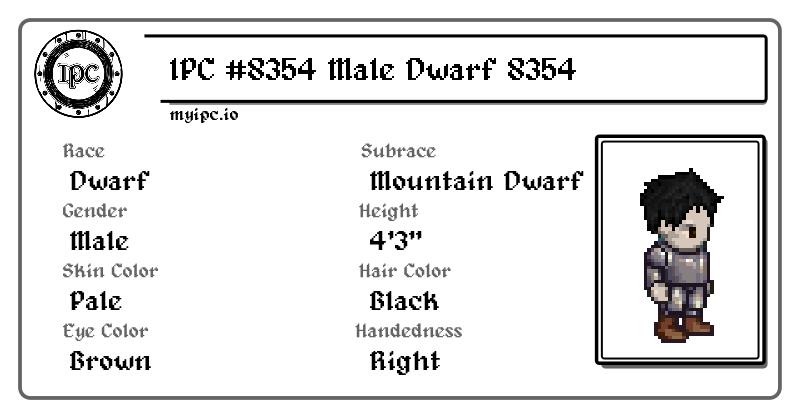 IPC
IPC #8354 Male Dwarf 8354
myipc.io
Race
Dwarf
Subrace
Mountain Dwarf
Gender
Male
Height
4'3"
Skin Color
Pale
Hair Color
Black
Eye Color
Brown
Handedness
Right